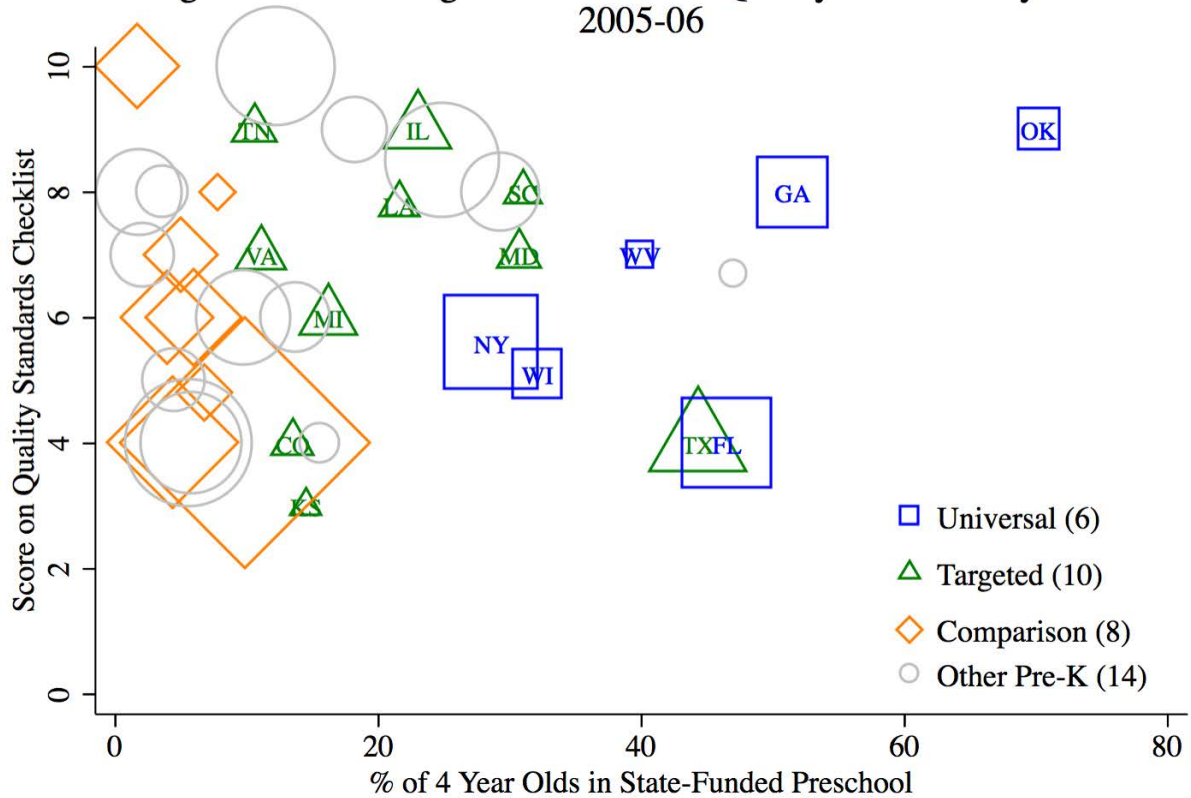 2005-06
Score on Quality Standards Checklist
10
8
6
4
2
0
TN
IL
OK
LA
SC
GA
VA
MD
WV
MI
NY
WI
CO
TX
FL
KS
Universal (6)
Targeted (10)
Comparison (8)
Other Pre-K (14)
0
20
40
60
80
% of 4 Year Olds in State-Funded Preschool